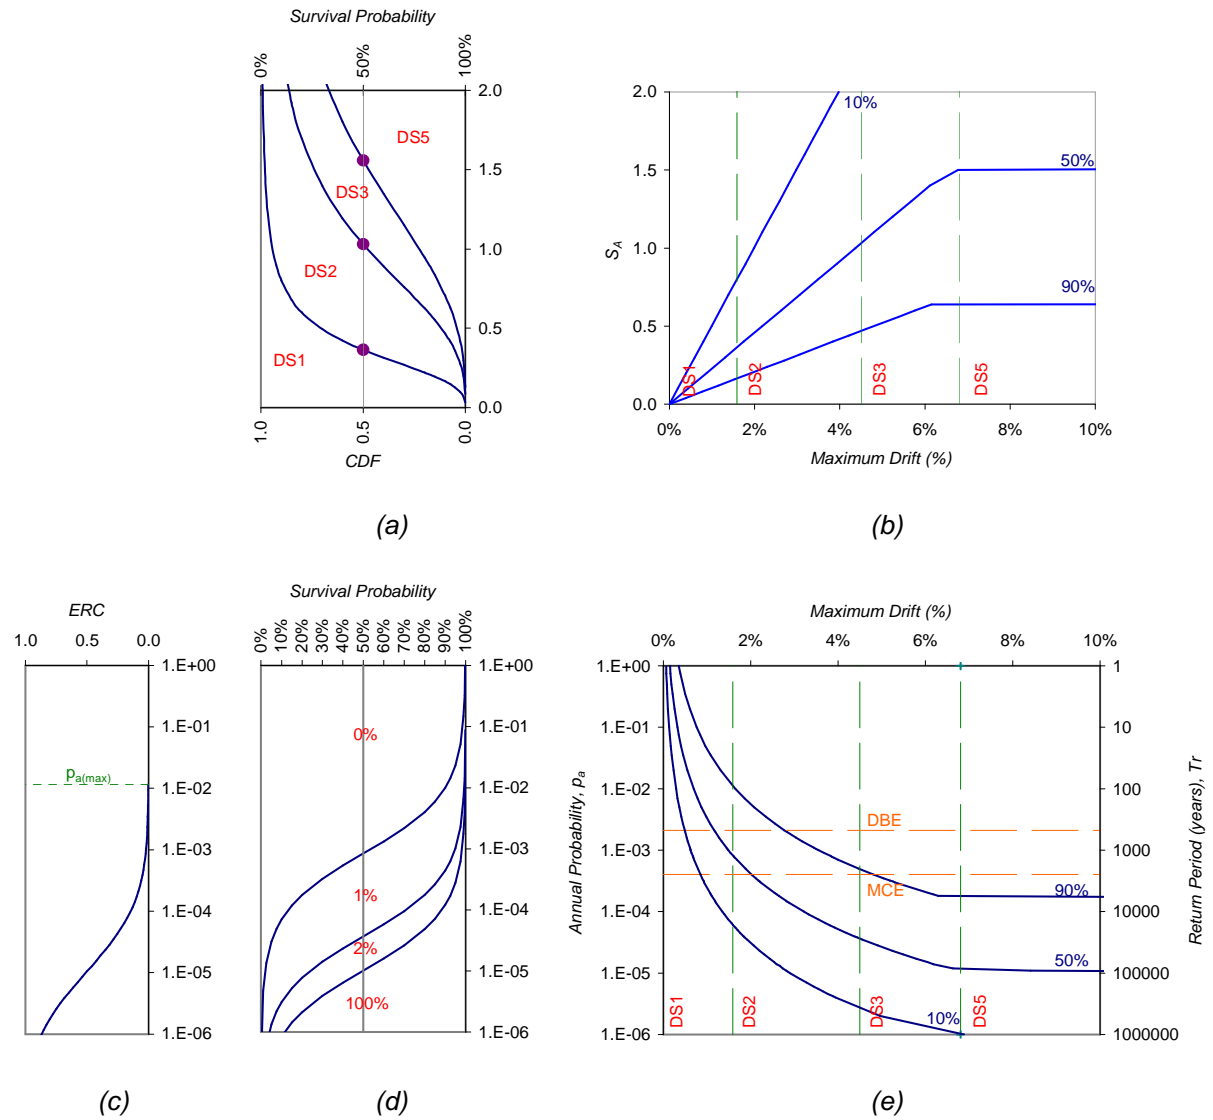 Survival Probability
0% 50% 100%
2.0
1.5
1.0
0.5
0.0
DS5
DS3
DS2
DS1
1.0 0.5 0.0
CDF
(a)
2.0
1.5
1.0
0.5
0.0
S_A
10%
50%
90%
DS1 DS2 DS3 DS5
0% 2% 4% 6% 8% 10%
Maximum Drift (%)
(b)
ERC
1.0 0.5 0.0
1.E+00
1.E-01
1.E-02
1.E-03
1.E-04
1.E-05
1.E-06
p_a(max)
(c)
Survival Probability
0% 10% 20% 30% 40% 50% 60% 70% 80% 90% 100%
1.E+00
1.E-01
1.E-02
1.E-03
1.E-04
1.E-05
1.E-06
0%
1%
2%
100%
(d)
Maximum Drift (%)
0% 2% 4% 6% 8% 10%
Annual Probability, p_a
1.E+00
1.E-01
1.E-02
1.E-03
1.E-04
1.E-05
1.E-06
DBE
MCE
90%
50%
10%
DS1 DS2 DS3 DS5
1
10
100
1000
10000
100000
1000000
Return Period (years), Tr
(e)